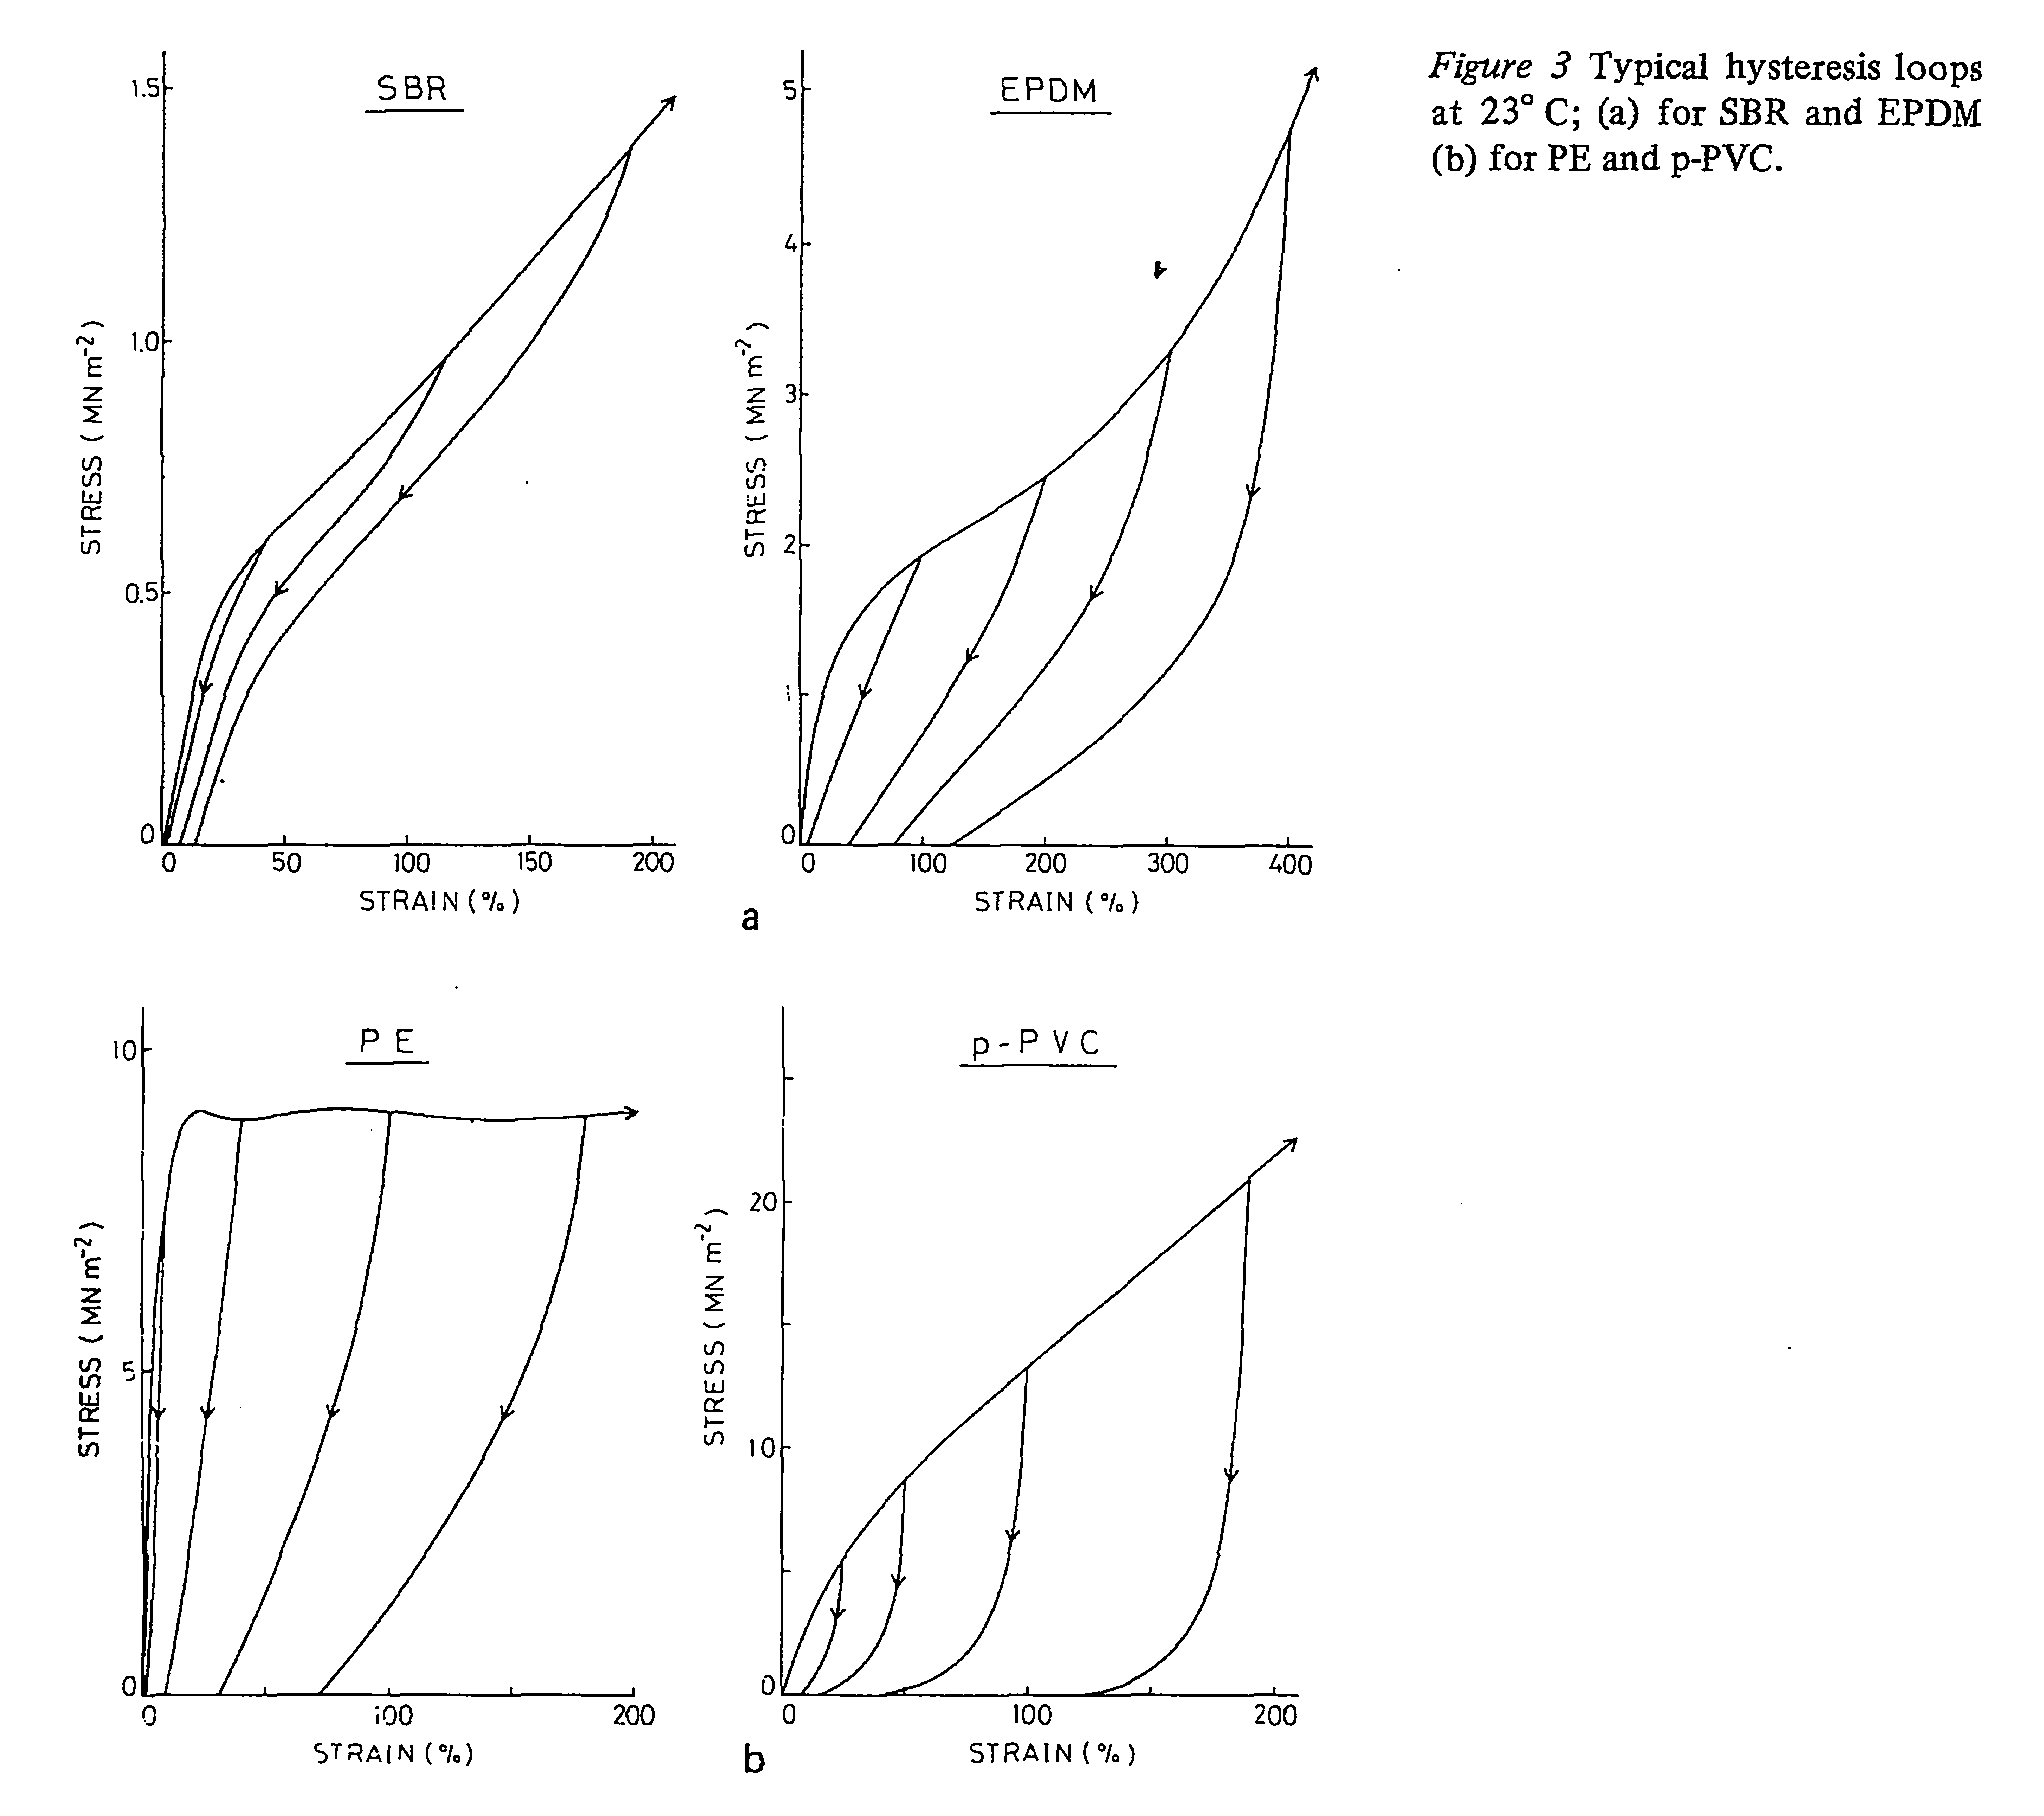 Figure 3 Typical hysteresis loops
at 23° C; (a) for SBR and EPDM
(b) for PE and p-PVC.
SBR
1.5
1.0
0.5
0
STRESS (MN m⁻²)
0 50 100 150 200
STRAIN (%)
EPDM
5
4
3
2
1
0
STRESS (MN m⁻²)
0 100 200 300 400
STRAIN (%)
a
PE
10
5
0
STRESS (MN m⁻²)
0 100 200
STRAIN (%)
p-PVC
20
10
0
STRESS (MN m⁻²)
0 100 200
STRAIN (%)
b